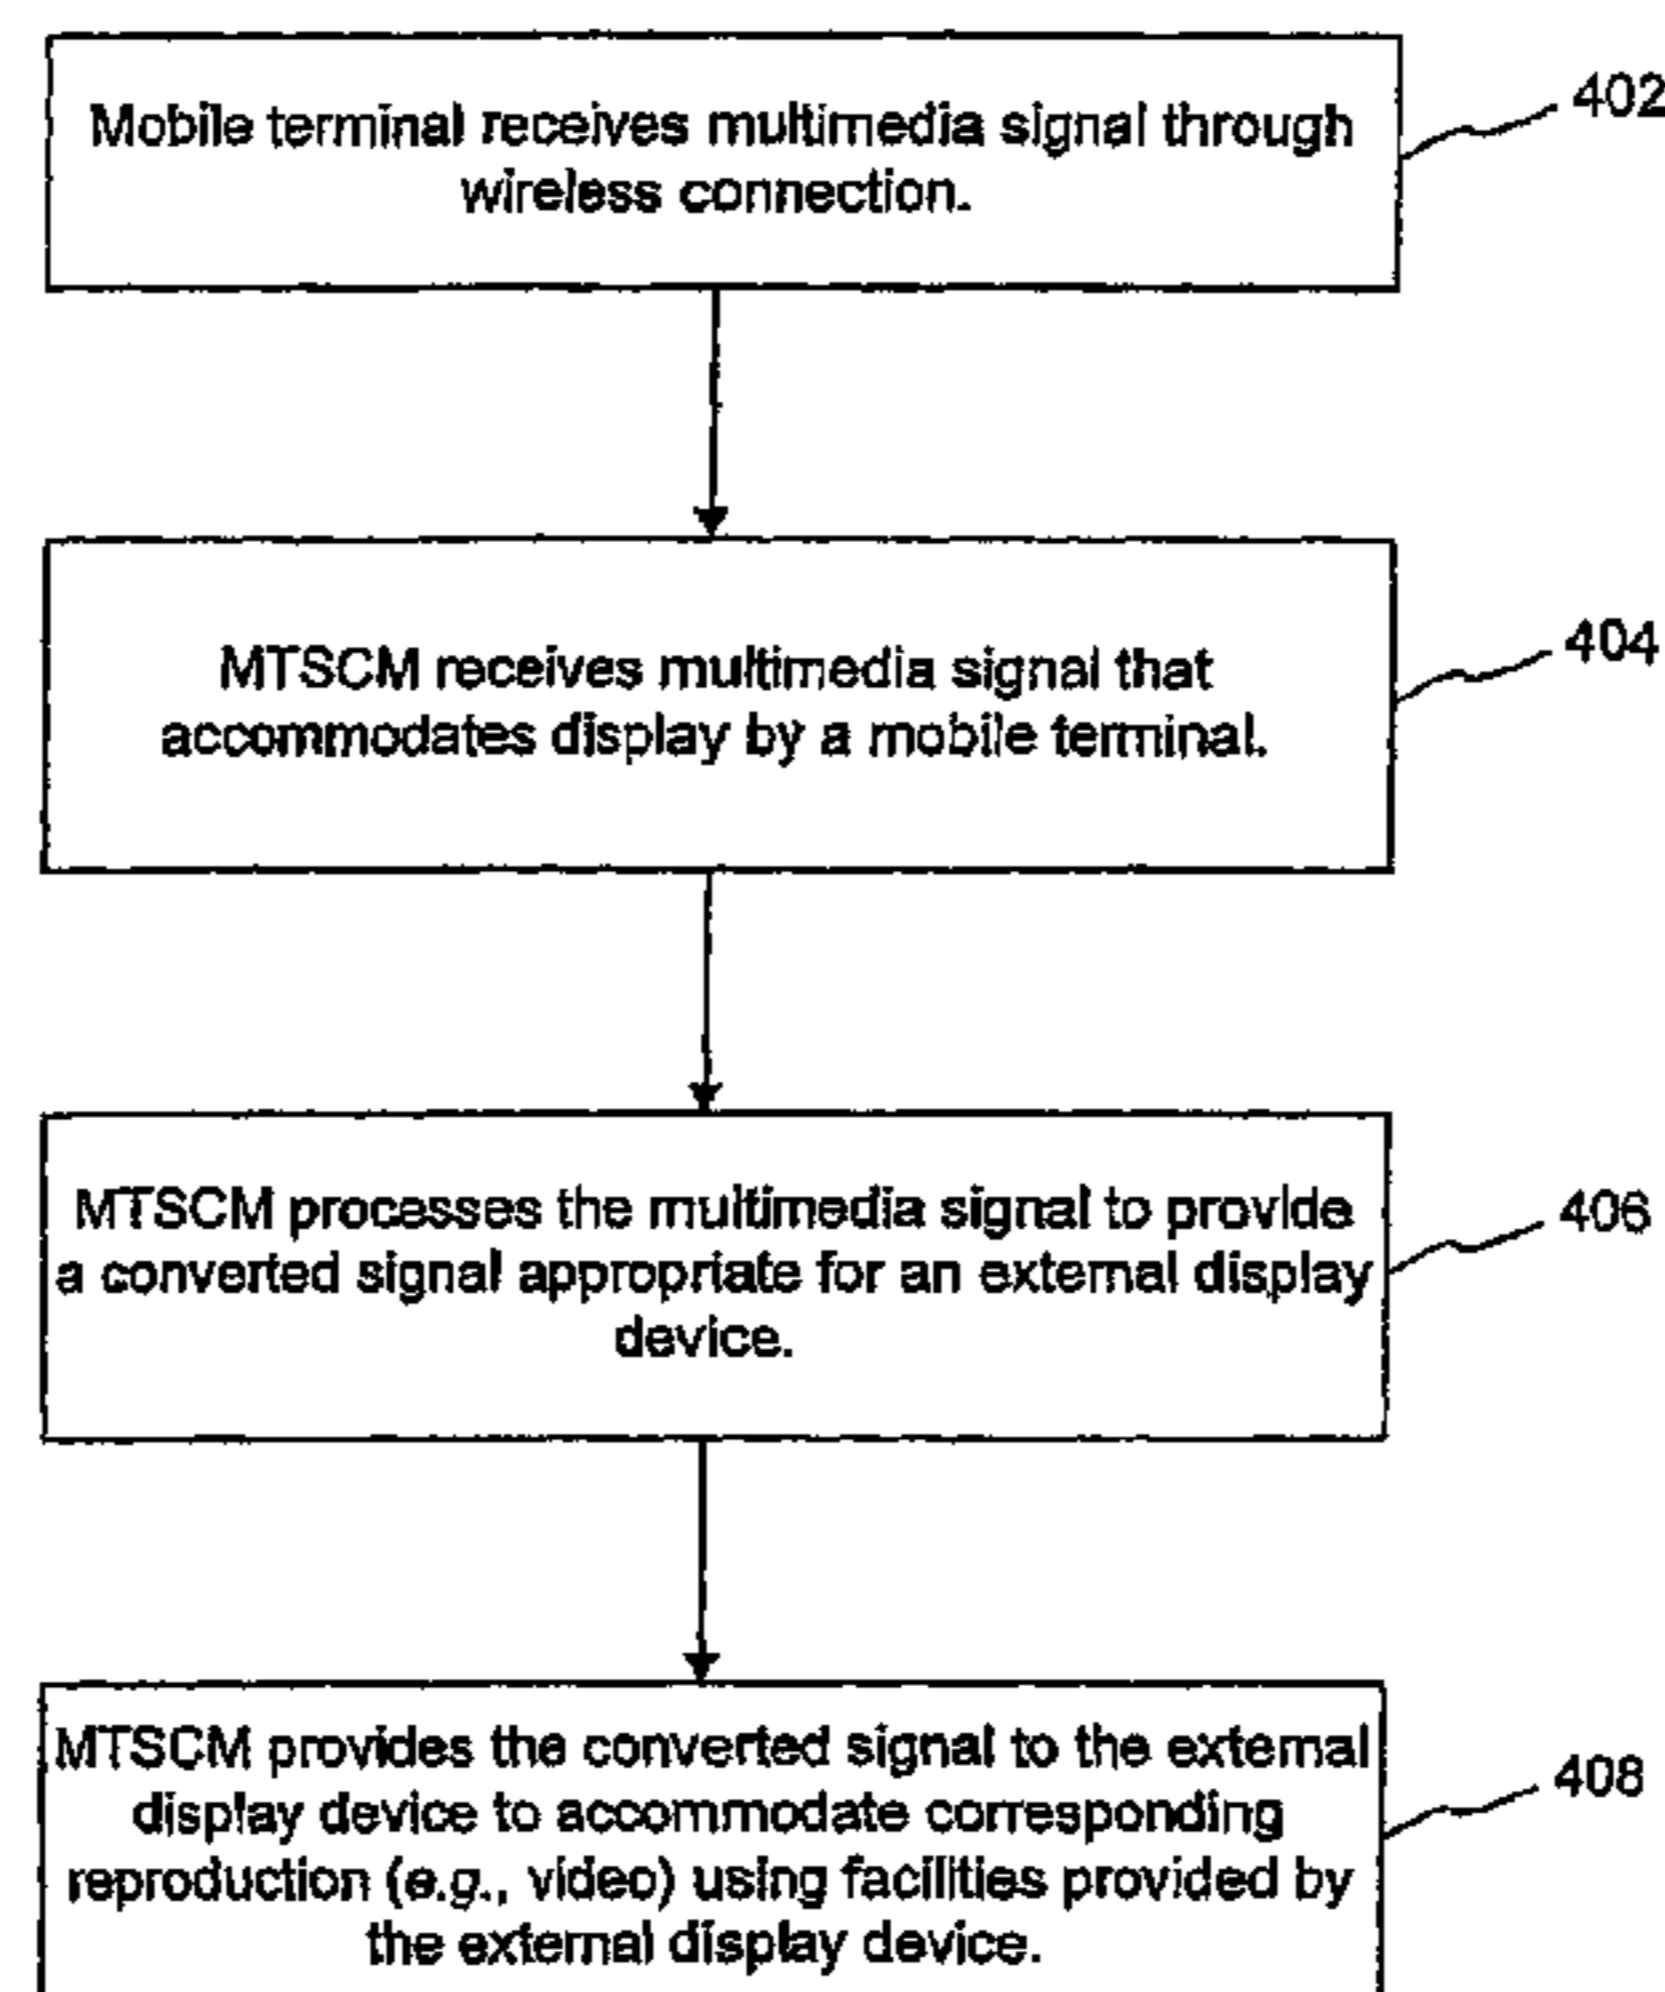 Mobile terminal receives multimedia signal through
wireless connection.
402
MTSCM receives multimedia signal that
accommodates display by a mobile terminal.
404
MTSCM processes the multimedia signal to provide
a converted signal appropriate for an external display
device.
406
MTSCM provides the converted signal to the external
display device to accommodate corresponding
reproduction (e.g., video) using facilities provided by
the external display device.
408